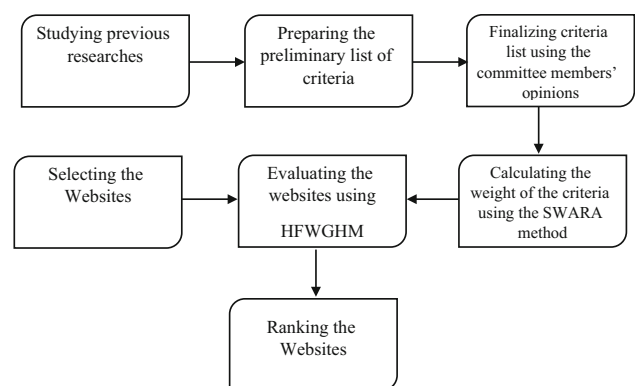 Studying previous
researches
Preparing the
preliminary list of
criteria
Finalizing criteria
list using the
committee members’
opinions
Selecting the
Websites
Evaluating the
websites using
HFWGHM
Calculating the
weight of the criteria
using the SWARA
method
Ranking the
Websites